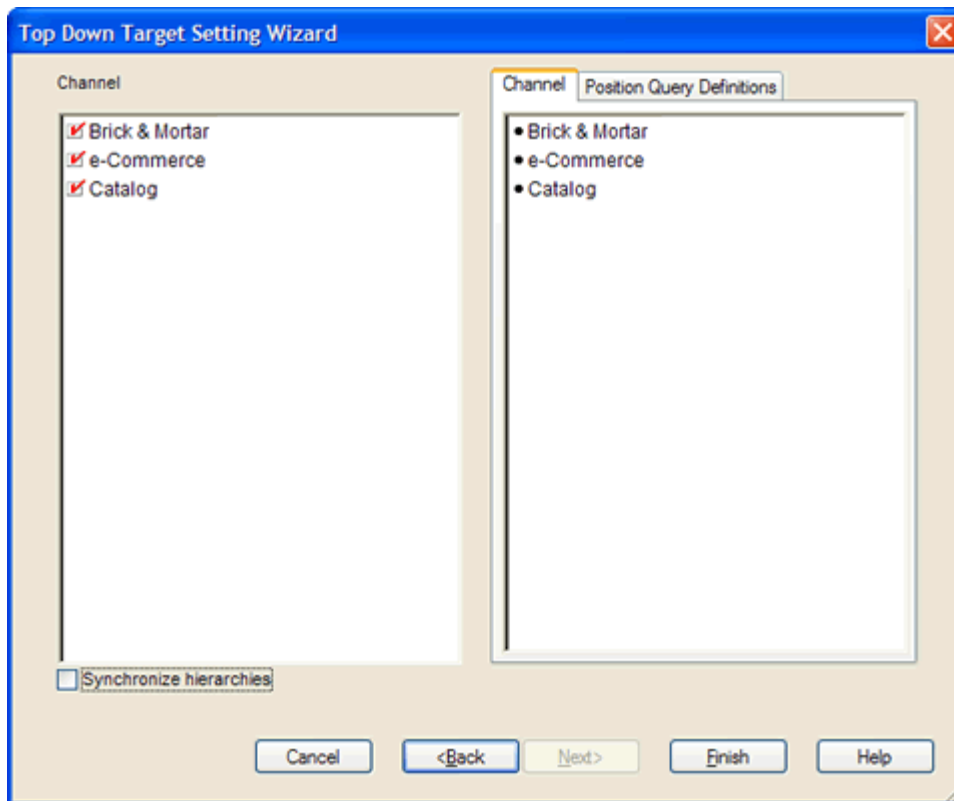 Top Down Target Setting Wizard
Channel
Brick & Mortar
e-Commerce
Catalog
Synchronize hierarchies
Channel Position Query Definitions
Brick & Mortar
e-Commerce
Catalog
Cancel <Back Next> Finish Help